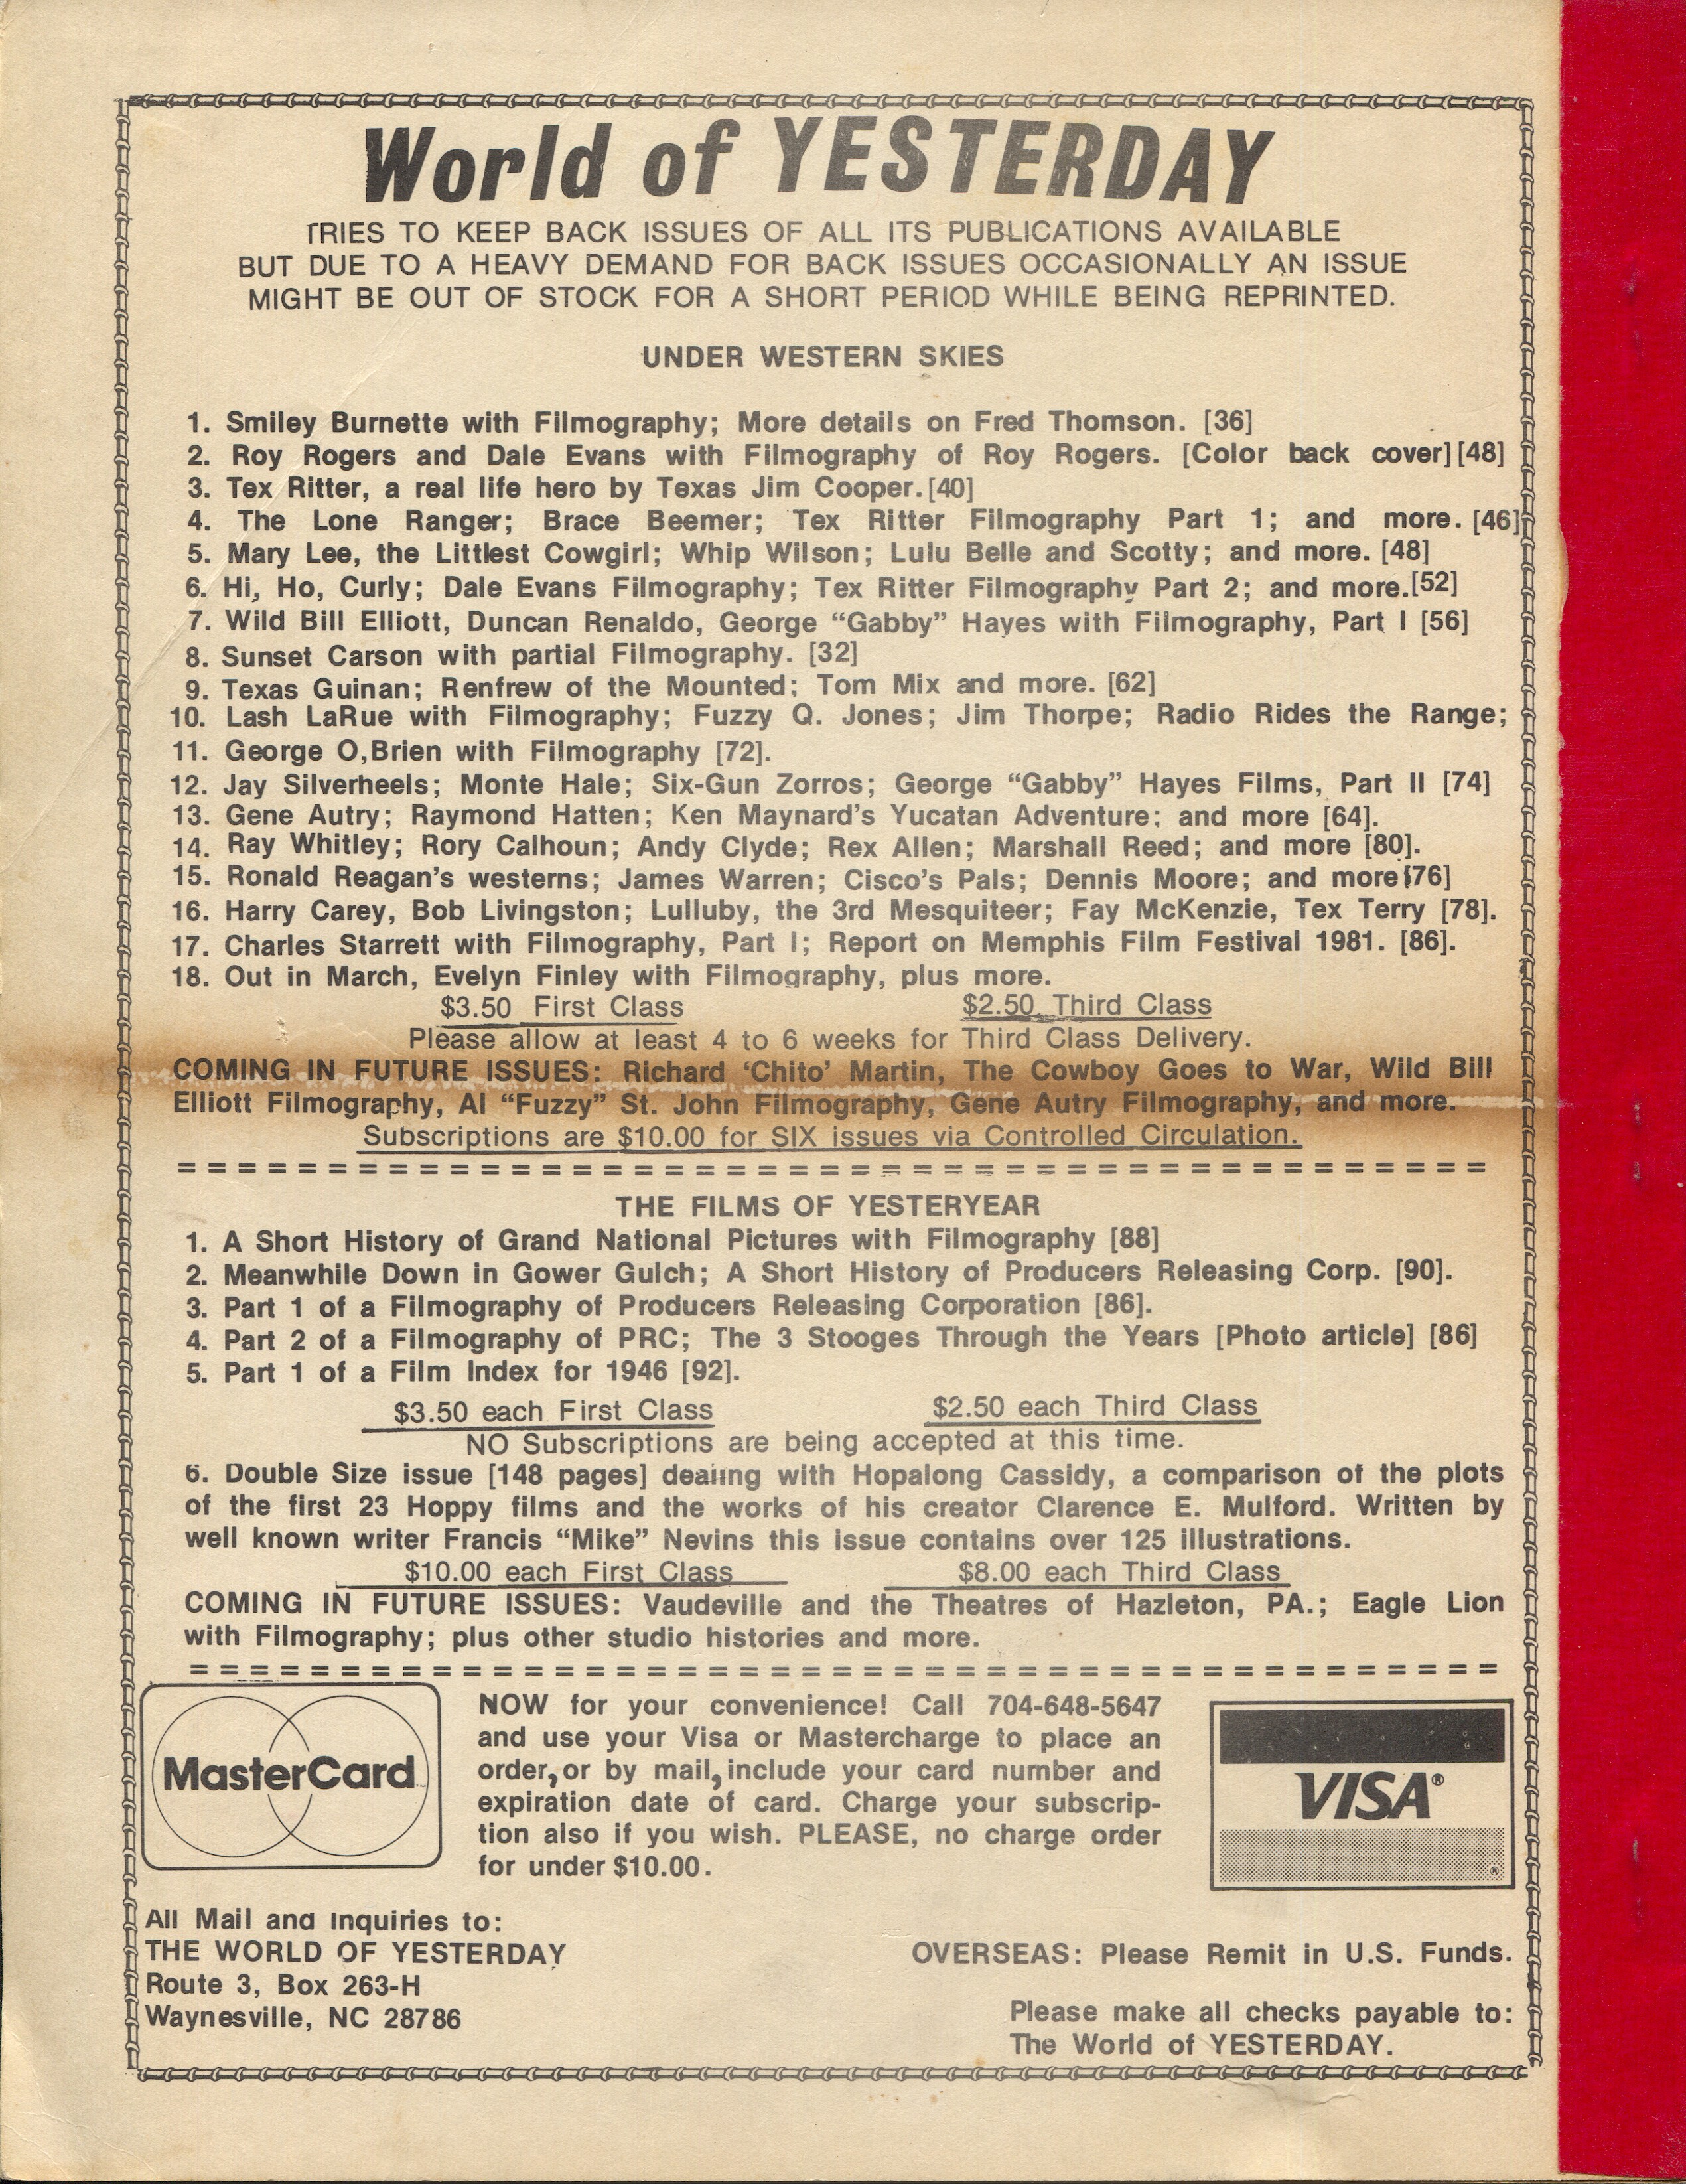 World of YESTERDAY
TRIES TO KEEP BACK ISSUES OF ALL ITS PUBLICATIONS AVAILABLE
BUT DUE TO A HEAVY DEMAND FOR BACK ISSUES OCCASIONALLY AN ISSUE
MIGHT BE OUT OF STOCK FOR A SHORT PERIOD WHILE BEING REPRINTED.
UNDER WESTERN SKIES
1. Smiley Burnette with Filmography; More details on Fred Thomson. [36]
2. Roy Rogers and Dale Evans with Filmography of Roy Rogers. [Color back cover] [48]
3. Tex Ritter, a real life hero by Texas Jim Cooper. [40]
4. The Lone Ranger; Brace Beemer; Tex Ritter Filmography Part 1; and more. [46]
5. Mary Lee, the Littlest Cowgirl; Whip Wilson; Lulu Belle and Scotty; and more. [48]
6. Hi, Ho, Curly; Dale Evans Filmography; Tex Ritter Filmography Part 2; and more. [52]
7. Wild Bill Elliott, Duncan Renaldo, George “Gabby” Hayes with Filmography, Part I [56]
8. Sunset Carson with partial Filmography. [32]
9. Texas Guinan; Renfrew of the Mounted; Tom Mix and more. [62]
10. Lash LaRue with Filmography; Fuzzy Q. Jones; Jim Thorpe; Radio Rides the Range;
11. George O,Brien with Filmography [72].
12. Jay Silverheels; Monte Hale; Six-Gun Zorros; George “Gabby” Hayes Films, Part II [74]
13. Gene Autry; Raymond Hatten; Ken Maynard’s Yucatan Adventure; and more [64].
14. Ray Whitley; Rory Calhoun; Andy Clyde; Rex Allen; Marshall Reed; and more [80].
15. Ronald Reagan’s westerns; James Warren; Cisco’s Pals; Dennis Moore; and more [76]
16. Harry Carey, Bob Livingston; Lulluby, the 3rd Mesquiteer; Fay McKenzie, Tex Terry [78].
17. Charles Starrett with Filmography, Part I; Report on Memphis Film Festival 1981. [86].
18. Out in March, Evelyn Finley with Filmography, plus more.
$3.50 First Class $2.50 Third Class
Please allow at least 4 to 6 weeks for Third Class Delivery.
COMING IN FUTURE ISSUES: Richard ‘Chito’ Martin, The Cowboy Goes to War, Wild Bill
Elliott Filmography, Al “Fuzzy” St. John Filmography, Gene Autry Filmography, and more.
Subscriptions are $10.00 for SIX issues via Controlled Circulation.
THE FILMS OF YESTERYEAR
1. A Short History of Grand National Pictures with Filmography [88]
2. Meanwhile Down in Gower Gulch; A Short History of Producers Releasing Corp. [90].
3. Part 1 of a Filmography of Producers Releasing Corporation [86].
4. Part 2 of a Filmography of PRC; The 3 Stooges Through the Years [Photo article] [86]
5. Part 1 of a Film Index for 1946 [92].
$3.50 each First Class $2.50 each Third Class
NO Subscriptions are being accepted at this time.
6. Double Size issue [148 pages] dealing with Hopalong Cassidy, a comparison of the plots
of the first 23 Hoppy films and the works of his creator Clarence E. Mulford. Written by
well known writer Francis “Mike” Nevins this issue contains over 125 illustrations.
$10.00 each First Class $8.00 each Third Class
COMING IN FUTURE ISSUES: Vaudeville and the Theatres of Hazleton, PA.; Eagle Lion
with Filmography; plus other studio histories and more.
MasterCard
NOW for your convenience! Call 704-648-5647
and use your Visa or Mastercharge to place an
order, or by mail, include your card number and
expiration date of card. Charge your subscrip-
tion also if you wish. PLEASE, no charge order
for under $10.00.
VISA®
®
All Mail and Inquiries to:
THE WORLD OF YESTERDAY
Route 3, Box 263-H
Waynesville, NC 28786
OVERSEAS: Please Remit in U.S. Funds.
Please make all checks payable to:
The World of YESTERDAY.